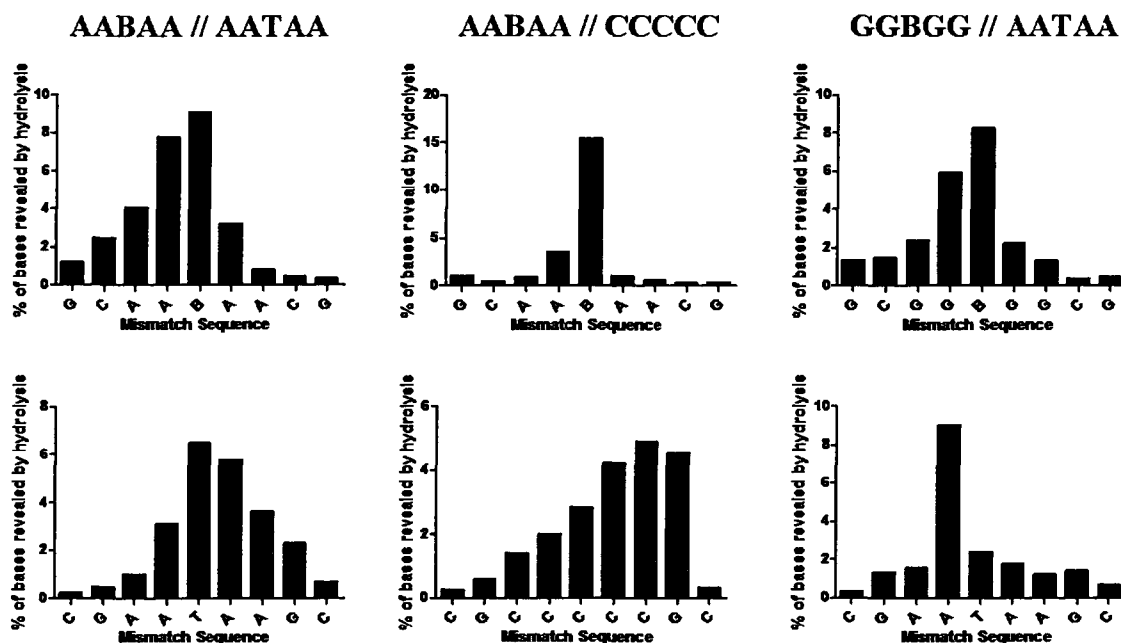 AABAA // AATAA
AABAA // CCCCC
GGBGG // AATAA
% of bases revealed by hydrolysis
10
8
6
4
2
0
G C A A B A A C G
Mismatch Sequence
% of bases revealed by hydrolysis
20
15
10
5
0
G C A A B A A C G
Mismatch Sequence
% of bases revealed by hydrolysis
10
8
6
4
2
0
G C G G B G G C G
Mismatch Sequence
% of bases revealed by hydrolysis
8
6
4
2
0
C G A A T A A G C
Mismatch Sequence
% of bases revealed by hydrolysis
6
4
2
0
C G C C C C C G C
Mismatch Sequence
% of bases revealed by hydrolysis
10
8
6
4
2
0
C G A A T A A G C
Mismatch Sequence